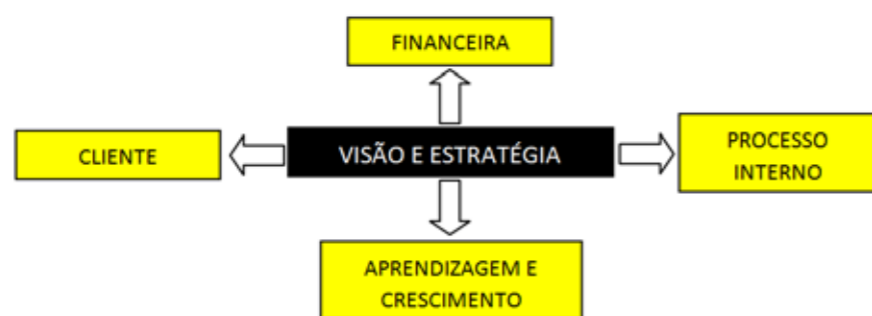 FINANCEIRA
CLIENTE
VISÃO E ESTRATÉGIA
PROCESSO
INTERNO
APRENDIZAGEM E
CRESCIMENTO